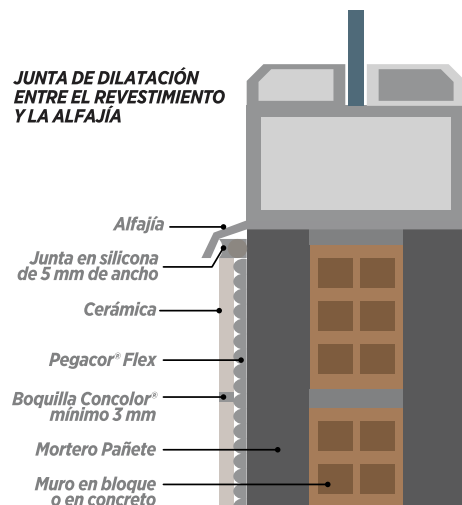 JUNTA DE DILATACIÓN
ENTRE EL REVESTIMIENTO
Y LA ALFAJÍA
Alfajía
Junta en silicona
de 5 mm de ancho
Cerámica
Pegacor® Flex
Boquilla Concolor®
mínimo 3 mm
Mortero Pañete
Muro en bloque
o en concreto